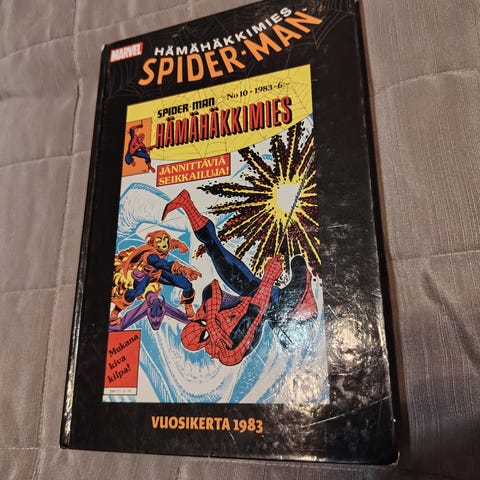 MARVEL
HÄMÄHÄKKIMIES
SPIDER-MAN
No 10 · 1983 · 6:-
SPIDER-MAN
HÄMÄHÄKKIMIES
JÄNNITTÄVIÄ
SEIKKAILUJA!
Mukana
kiva
kilpa!
VUOSIKERTA 1983